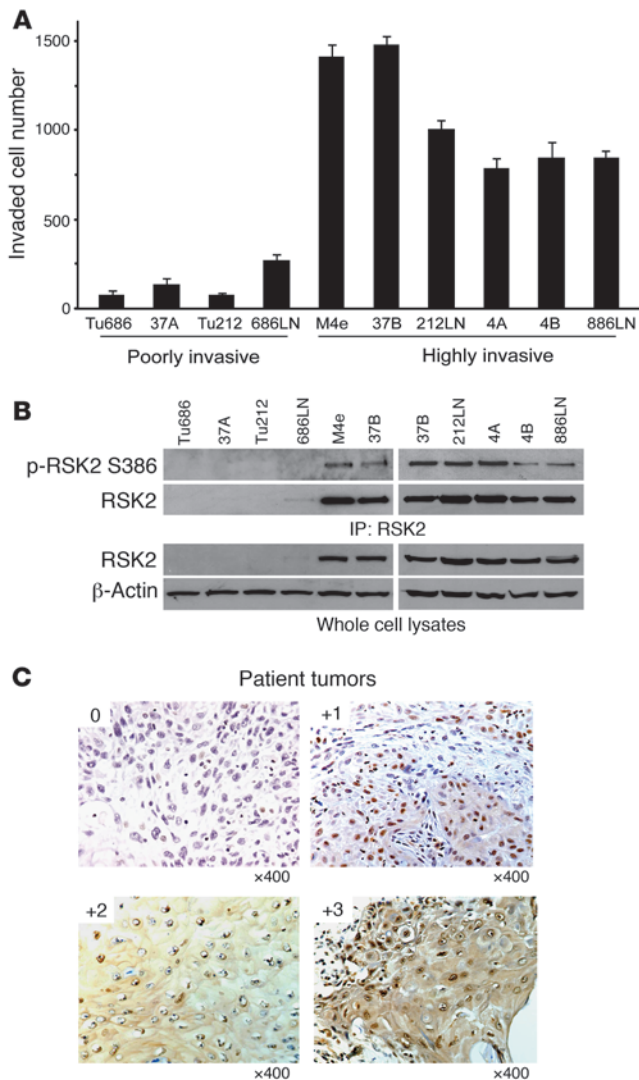 A
1500
1000
500
0
Invaded cell number
Tu686 37A Tu212 686LN M4e 37B 212LN 4A 4B 886LN
Poorly invasive Highly invasive
B
Tu686 37A Tu212 686LN M4e 37B 37B 212LN 4A 4B 886LN
p-RSK2 S386
RSK2
IP: RSK2
RSK2
β-Actin
Whole cell lysates
C
Patient tumors
0 +1
×400 ×400
+2 +3
×400 ×400